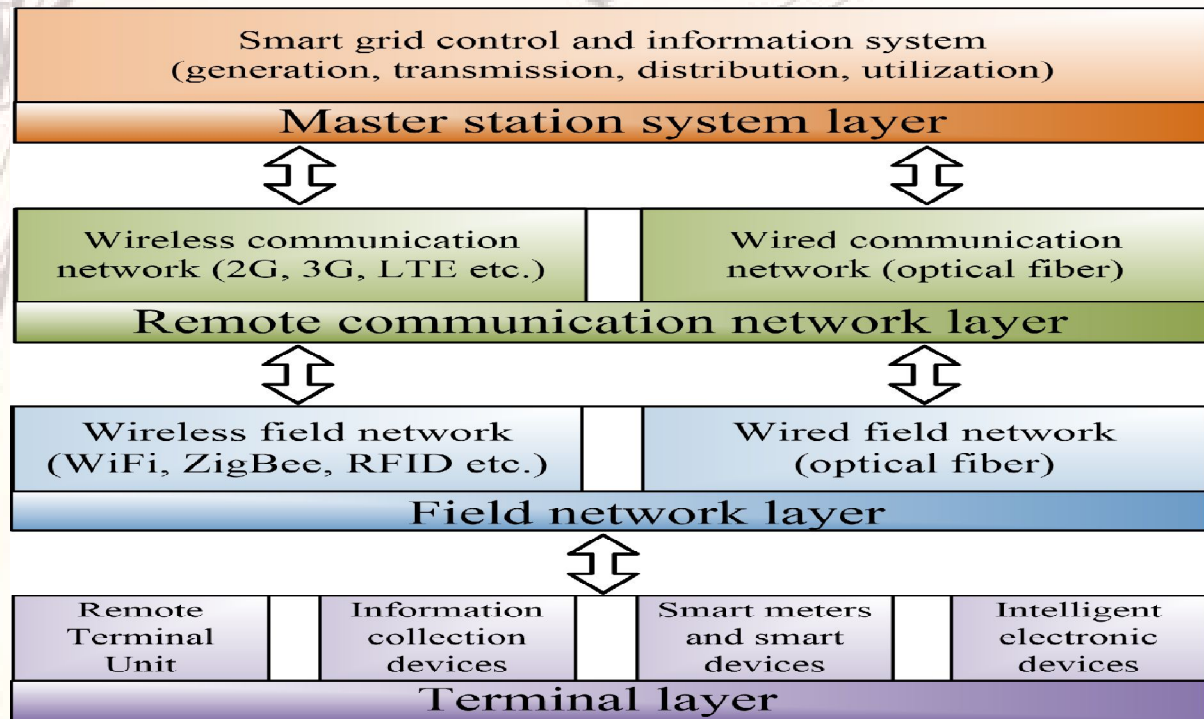 Smart grid control and information system
(generation, transmission, distribution, utilization)
Master station system layer
Wireless communication
network (2G, 3G, LTE etc.)
Wired communication
network (optical fiber)
Remote communication network layer
Wireless field network
(WiFi, ZigBee, RFID etc.)
Wired field network
(optical fiber)
Field network layer
Remote
Terminal
Unit
Information
collection
devices
Smart meters
and smart
devices
Intelligent
electronic
devices
Terminal layer